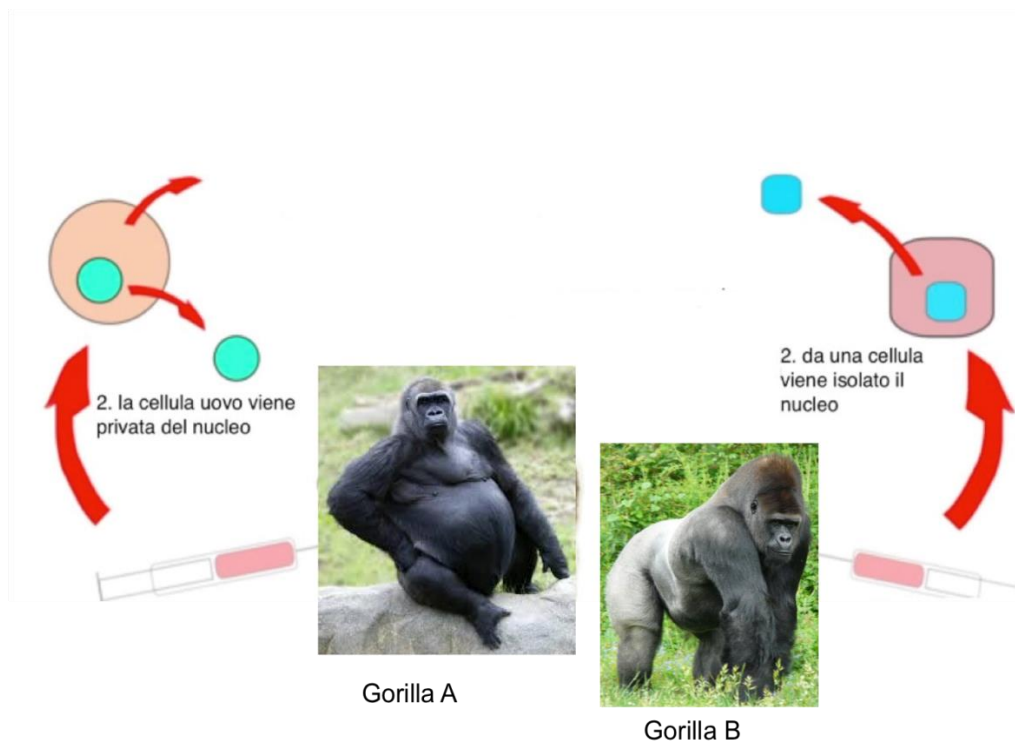 2. la cellula uovo viene
privata del nucleo
2. da una cellula
viene isolato il
nucleo
Gorilla A
Gorilla B